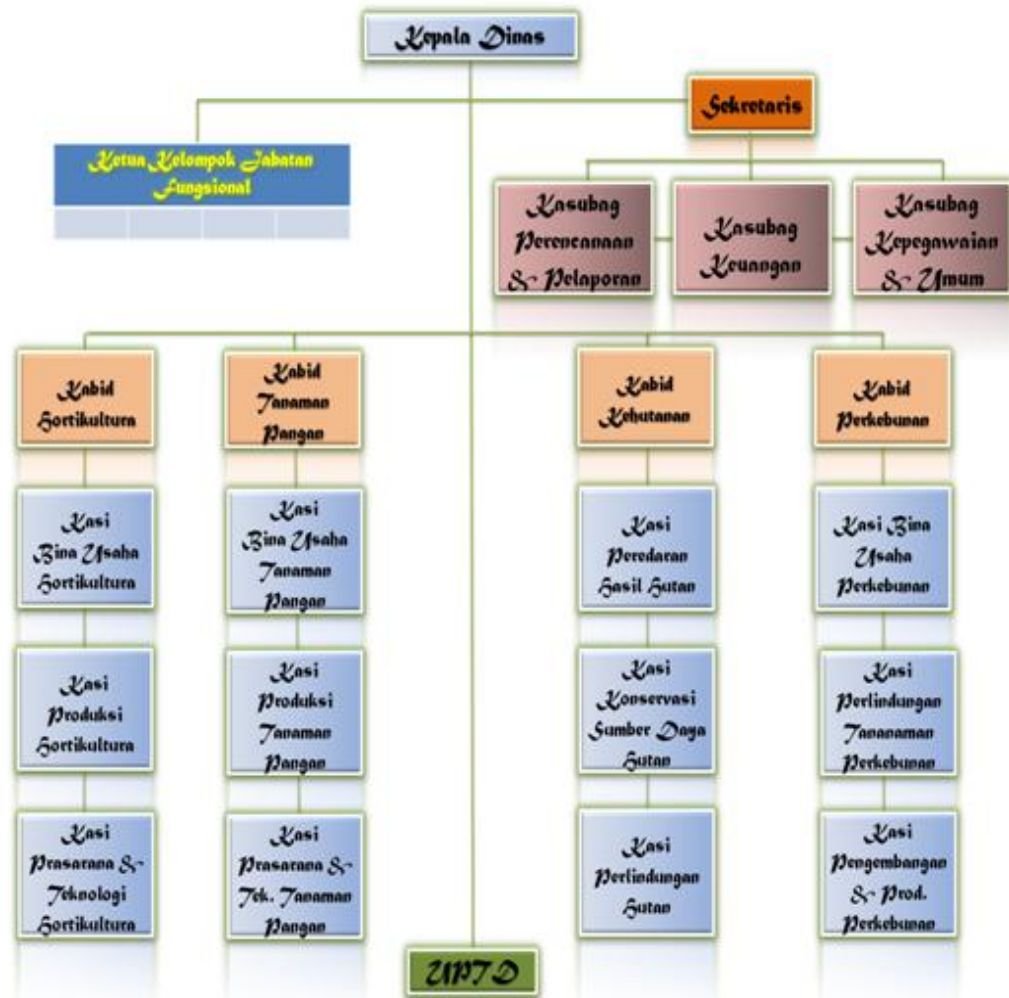 Kepala Dinas
Sekretaris
Ketua Kelompok Jabatan
Fungsional
Kasubag
Perencanaan
& Pelaporan
Kasubag
Keuangan
Kasubag
Kepegawaian
& Umum
Kabid
Hortikultura
Kabid
Tanaman
Pangan
Kabid
Kehutanan
Kabid
Perkebunan
Kasi
Bina Usaha
Hortikultura
Kasi
Bina Usaha
Tanaman
Pangan
Kasi
Peredaran
Hasil Hutan
Kasi Bina
Usaha
Perkebunan
Kasi
Produksi
Hortikultura
Kasi
Produksi
Tanaman
Pangan
Kasi
Konservasi
Sumber Daya
Hutan
Kasi
Perlindungan
Tananaman
Perkebunan
Kasi
Prasarana &
Teknologi
Hortikultura
Kasi
Prasarana &
Tek. Tanaman
Pangan
Kasi
Perlindungan
Hutan
Kasi
Pengembangan
& Prod.
Perkebunan
UPTD